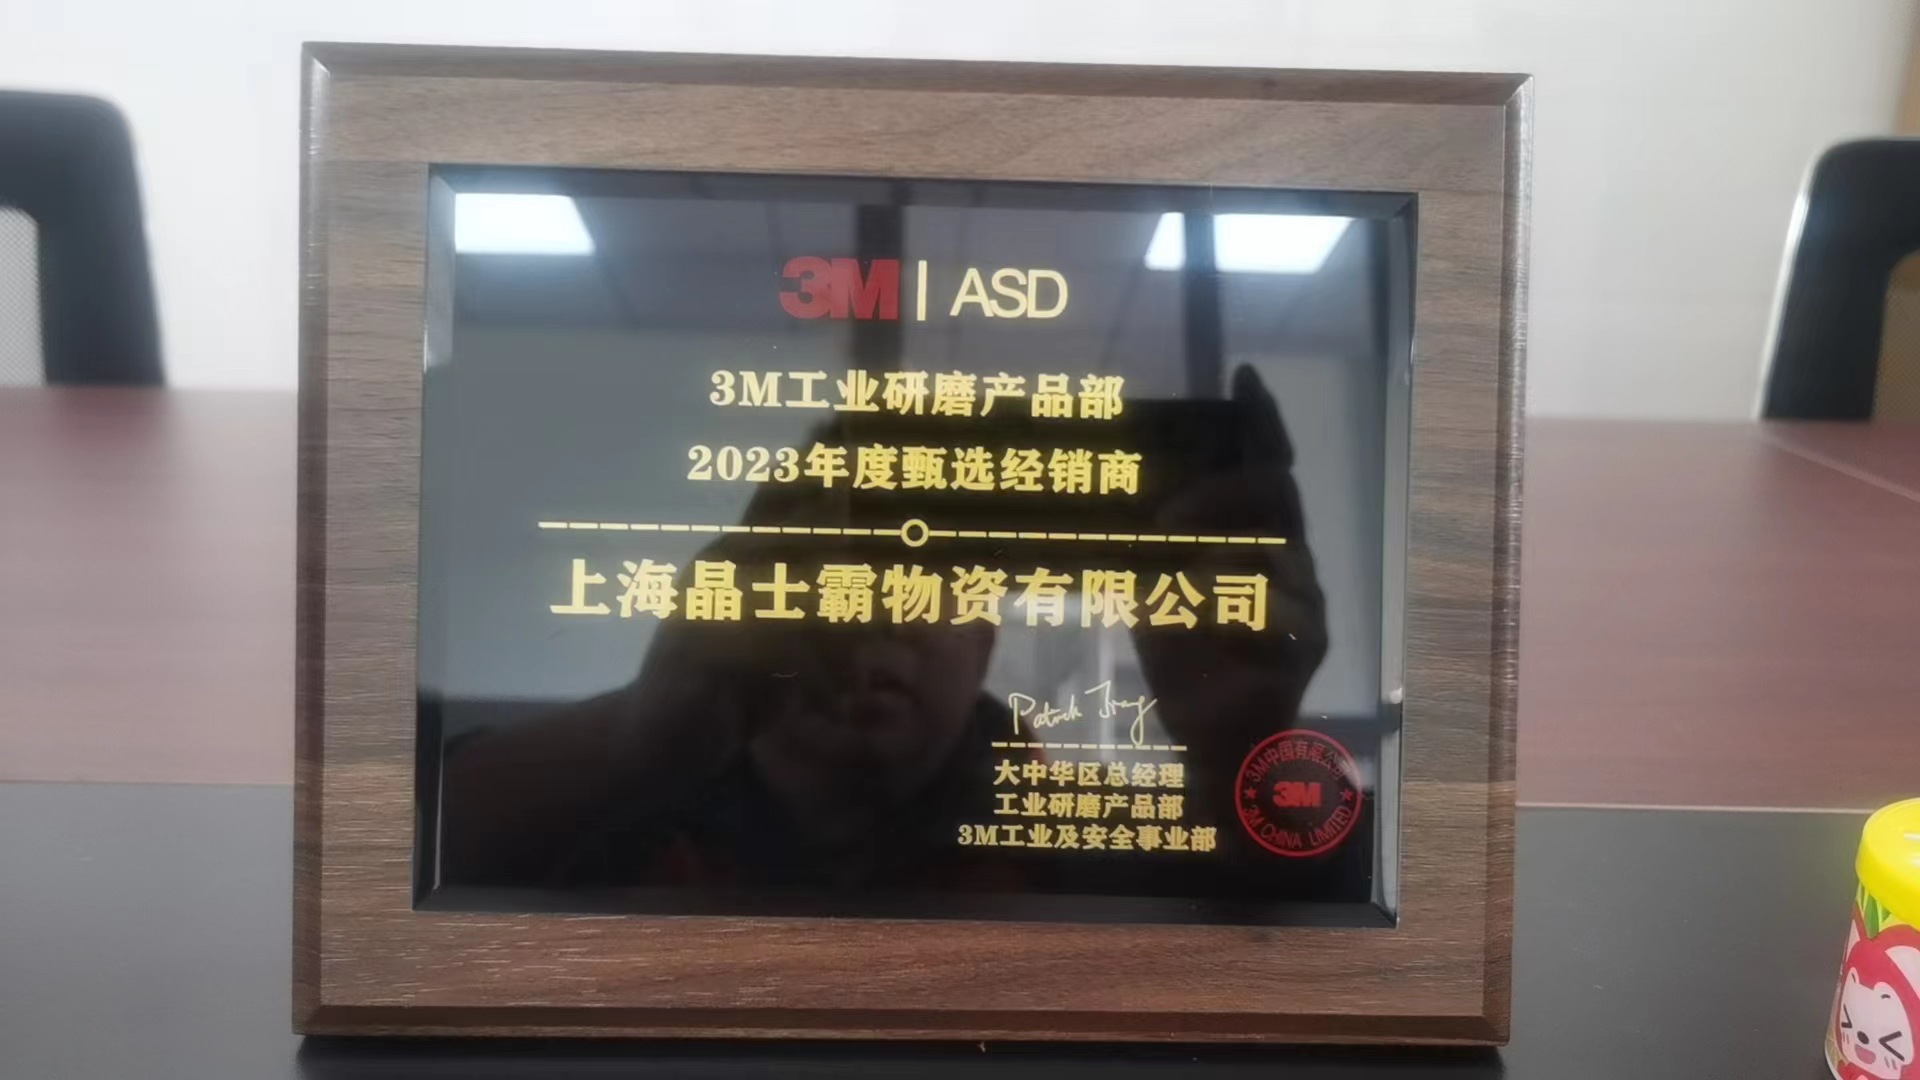 3M | ASD
3M工业研磨产品部
2023年度甄选经销商
上海晶士霸物资有限公司
Patrick
大中华区总经理
工业研磨产品部
3M工业及安全事业部
3M中国有限公司
3M
3M CHINA LIMITED